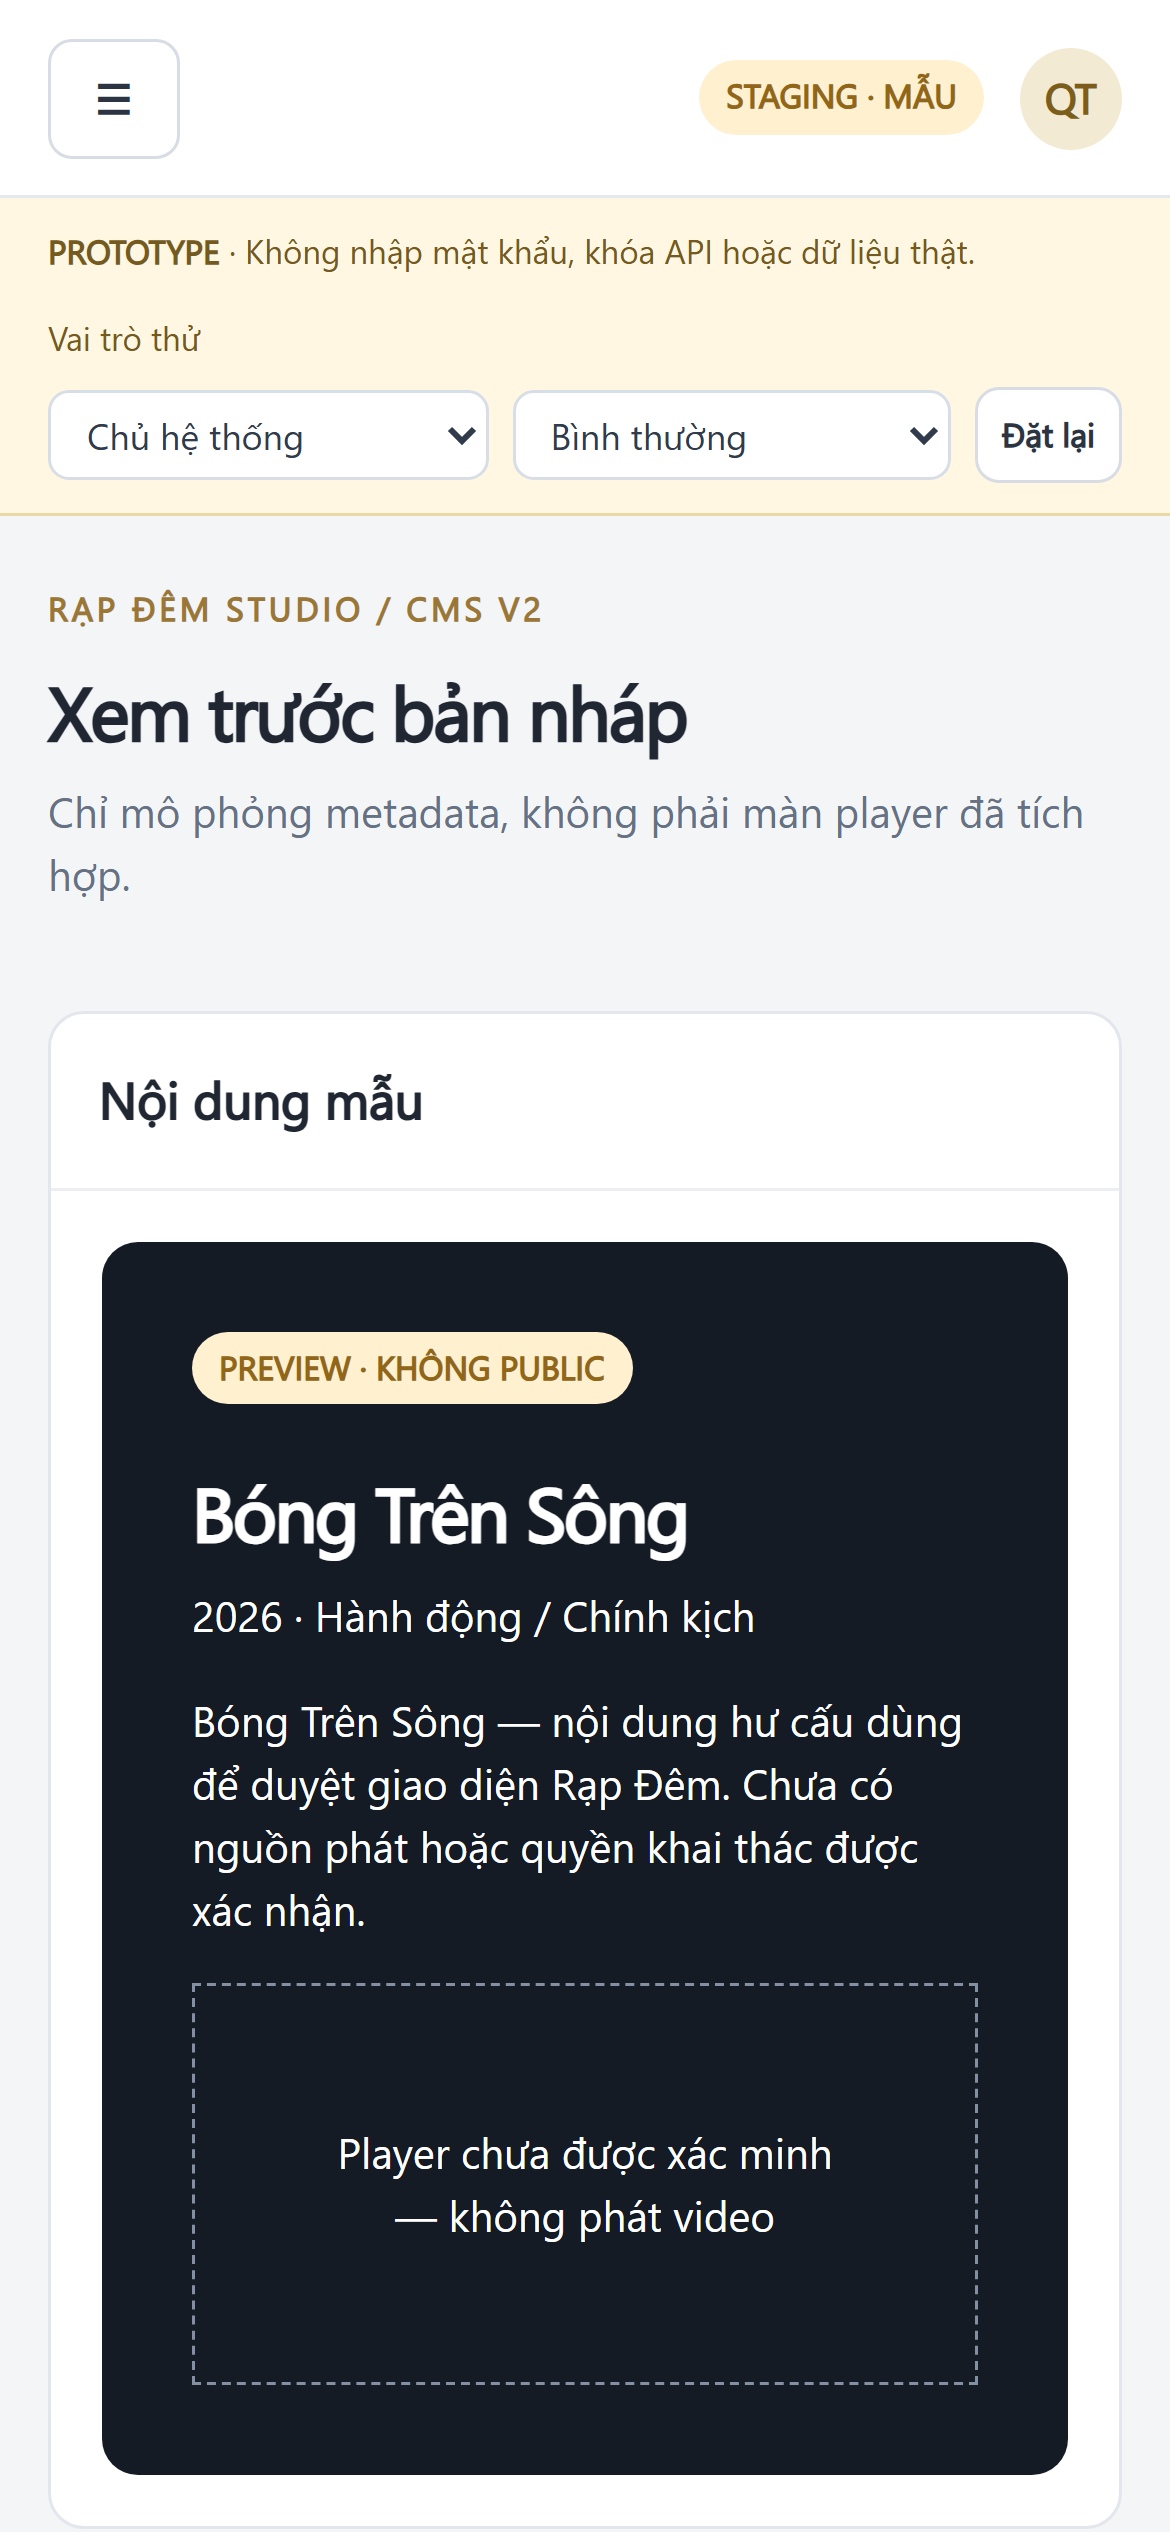 ☰
STAGING · MẪU
QT
PROTOTYPE · Không nhập mật khẩu, khóa API hoặc dữ liệu thật.
Vai trò thử
Chủ hệ thống
Bình thường
Đặt lại
RẠP ĐÊM STUDIO / CMS V2
Xem trước bản nháp
Chỉ mô phỏng metadata, không phải màn player đã tích
hợp.
Nội dung mẫu
PREVIEW · KHÔNG PUBLIC
Bóng Trên Sông
2026 · Hành động / Chính kịch
Bóng Trên Sông — nội dung hư cấu dùng
để duyệt giao diện Rạp Đêm. Chưa có
nguồn phát hoặc quyền khai thác được
xác nhận.
Player chưa được xác minh
— không phát video